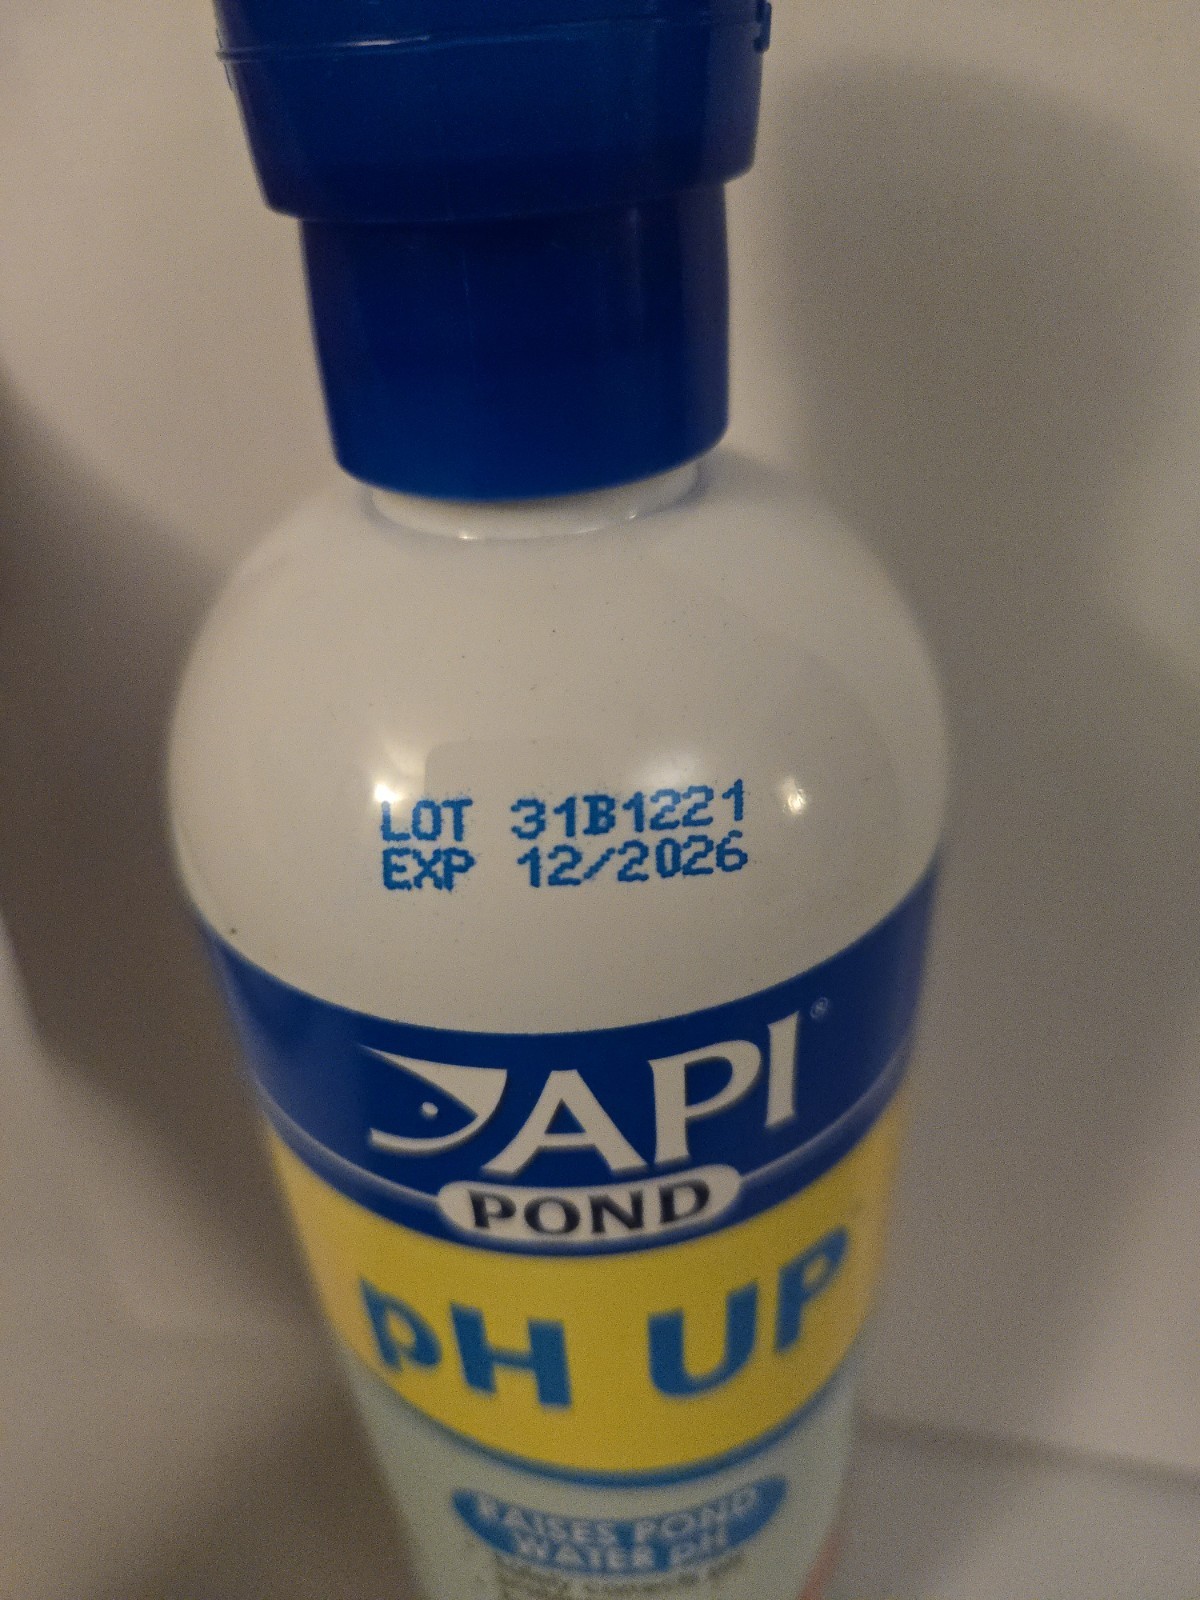 LOT 31B1221
EXP 12/2026
API®
POND
pH UP
RAISES POND
WATER pH